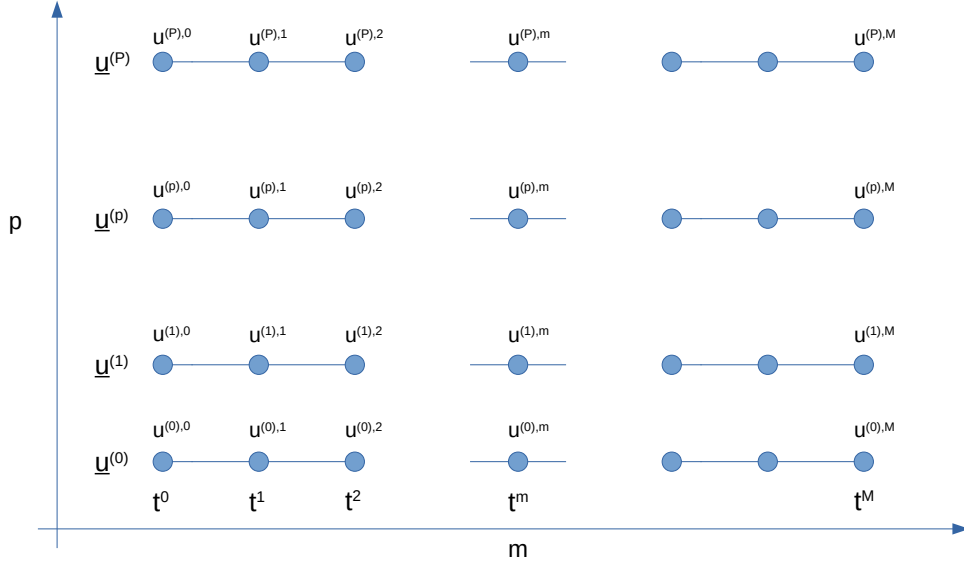 u(P),0 u(P),1 u(P),2 u(P),m u(P),M
u(P)
u(p),0 u(p),1 u(p),2 u(p),m u(p),M
p u(p)
u(1),0 u(1),1 u(1),2 u(1),m u(1),M
u(1)
u(0),0 u(0),1 u(0),2 u(0),m u(0),M
u(0)
t0 t1 t2 tm tM
m